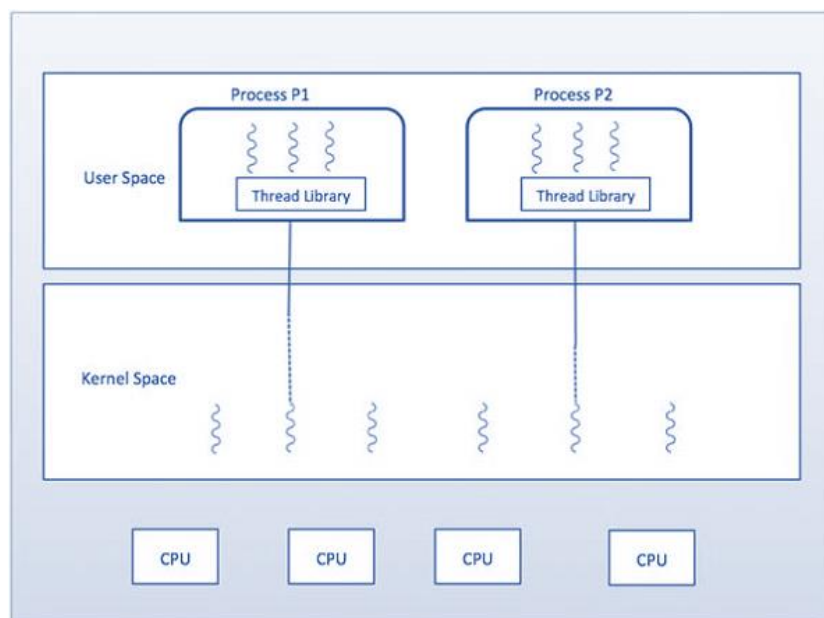 Process P1
Process P2
User Space
Thread Library
Thread Library
Kernel Space
CPU
CPU
CPU
CPU